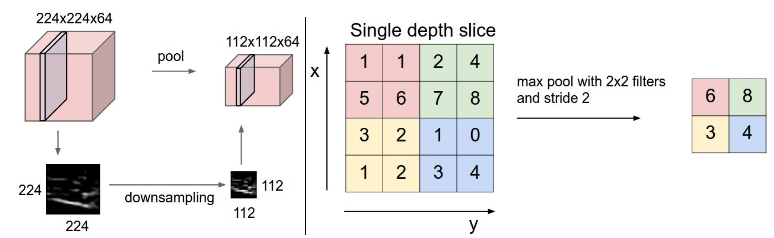 224x224x64
pool
112x112x64
224
downsampling
112
112
224
Single depth slice
x
1 1 2 4
5 6 7 8
3 2 1 0
1 2 3 4
y
max pool with 2x2 filters
and stride 2
6 8
3 4